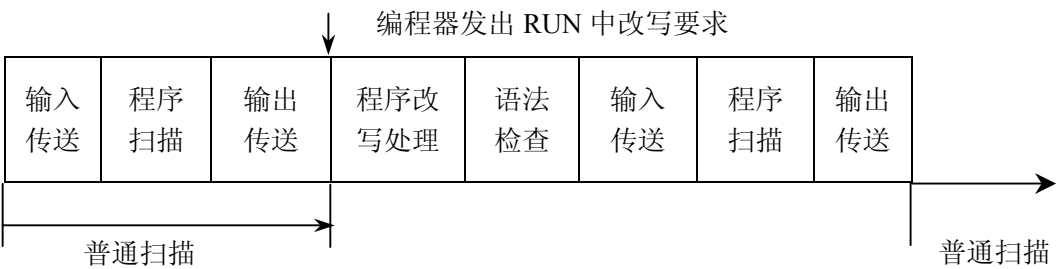 编程器发出 RUN 中改写要求
输入 程序 输出 程序改 语法 输入 程序 输出
传送 扫描 传送 写处理 检查 传送 扫描 传送
普通扫描 普通扫描